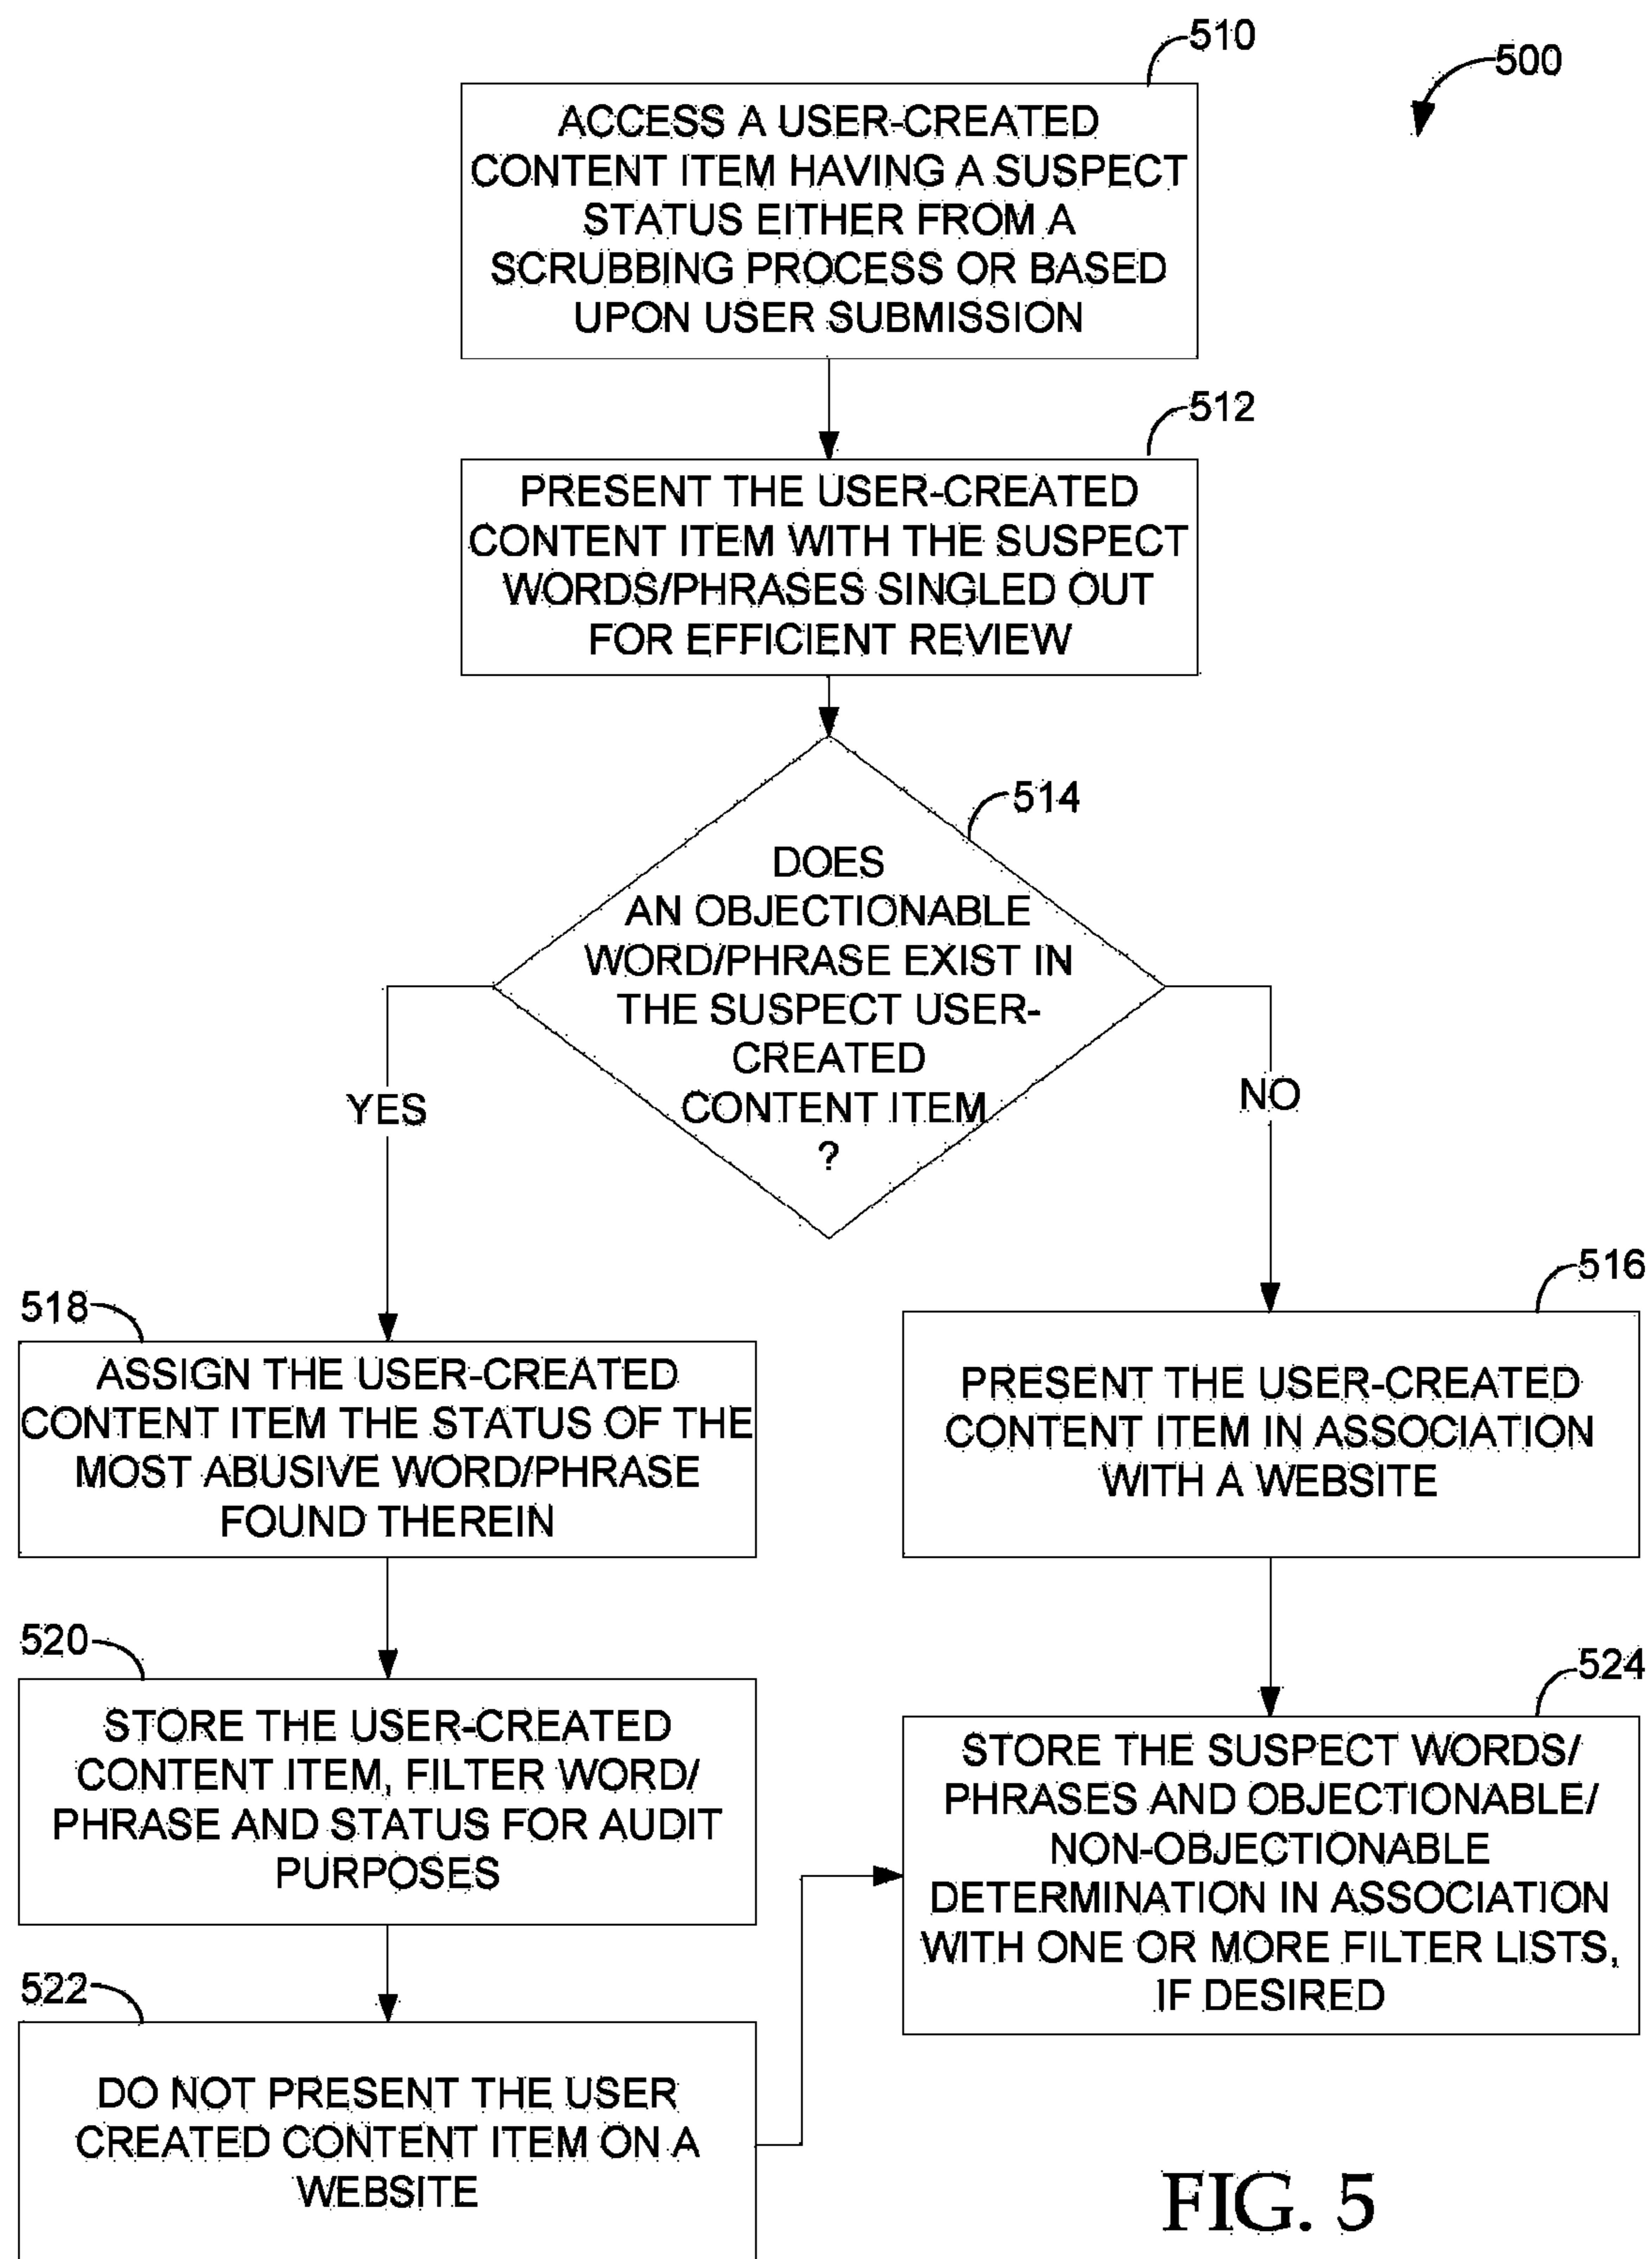 510
500
ACCESS A USER-CREATED
CONTENT ITEM HAVING A SUSPECT
STATUS EITHER FROM A
SCRUBBING PROCESS OR BASED
UPON USER SUBMISSION
512
PRESENT THE USER-CREATED
CONTENT ITEM WITH THE SUSPECT
WORDS/PHRASES SINGLED OUT
FOR EFFICIENT REVIEW
514
DOES
AN OBJECTIONABLE
WORD/PHRASE EXIST IN
THE SUSPECT USER-
CREATED
CONTENT ITEM
?
YES
NO
518
ASSIGN THE USER-CREATED
CONTENT ITEM THE STATUS OF THE
MOST ABUSIVE WORD/PHRASE
FOUND THEREIN
516
PRESENT THE USER-CREATED
CONTENT ITEM IN ASSOCIATION
WITH A WEBSITE
520
STORE THE USER-CREATED
CONTENT ITEM, FILTER WORD/
PHRASE AND STATUS FOR AUDIT
PURPOSES
524
STORE THE SUSPECT WORDS/
PHRASES AND OBJECTIONABLE/
NON-OBJECTIONABLE
DETERMINATION IN ASSOCIATION
WITH ONE OR MORE FILTER LISTS,
IF DESIRED
522
DO NOT PRESENT THE USER
CREATED CONTENT ITEM ON A
WEBSITE
FIG. 5